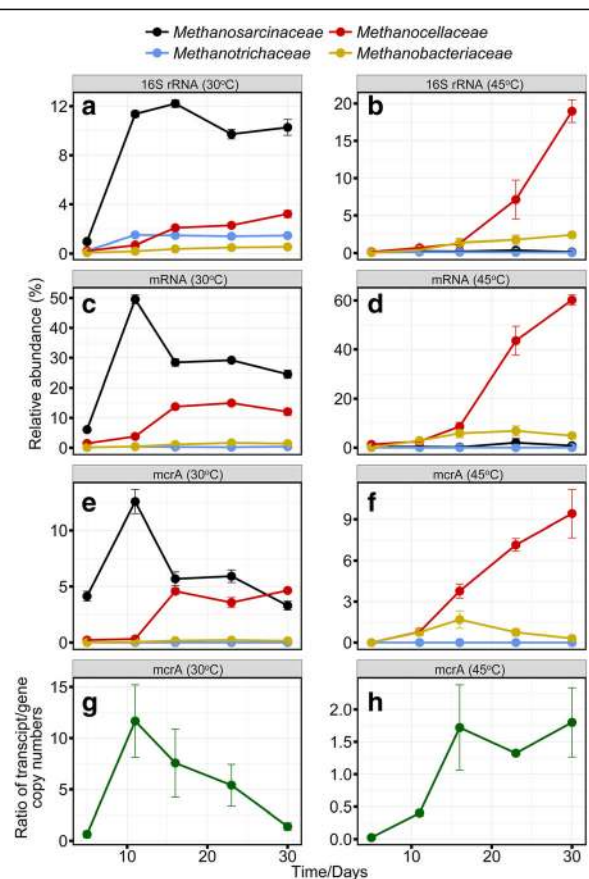 Methanosarcinaceae Methanocellaceae
Methanotrichaceae Methanobacteriaceae
16S rRNA (30°C) 16S rRNA (45°C)
a b
12 20
15
8
10
4
5
0 0
mRNA (30°C) mRNA (45°C)
c d
50 60
40
30 40
20
20
10
0 0
Relative abundance (%)
mcrA (30°C) mcrA (45°C)
e f
10 9
6
5
3
0 0
mcrA (30°C) mcrA (45°C)
g h
15 2.0
1.5
10
1.0
5
0.5
0 0.0
Ratio of transcipt/gene
copy numbers
10 20 30 10 20 30
Time/Days